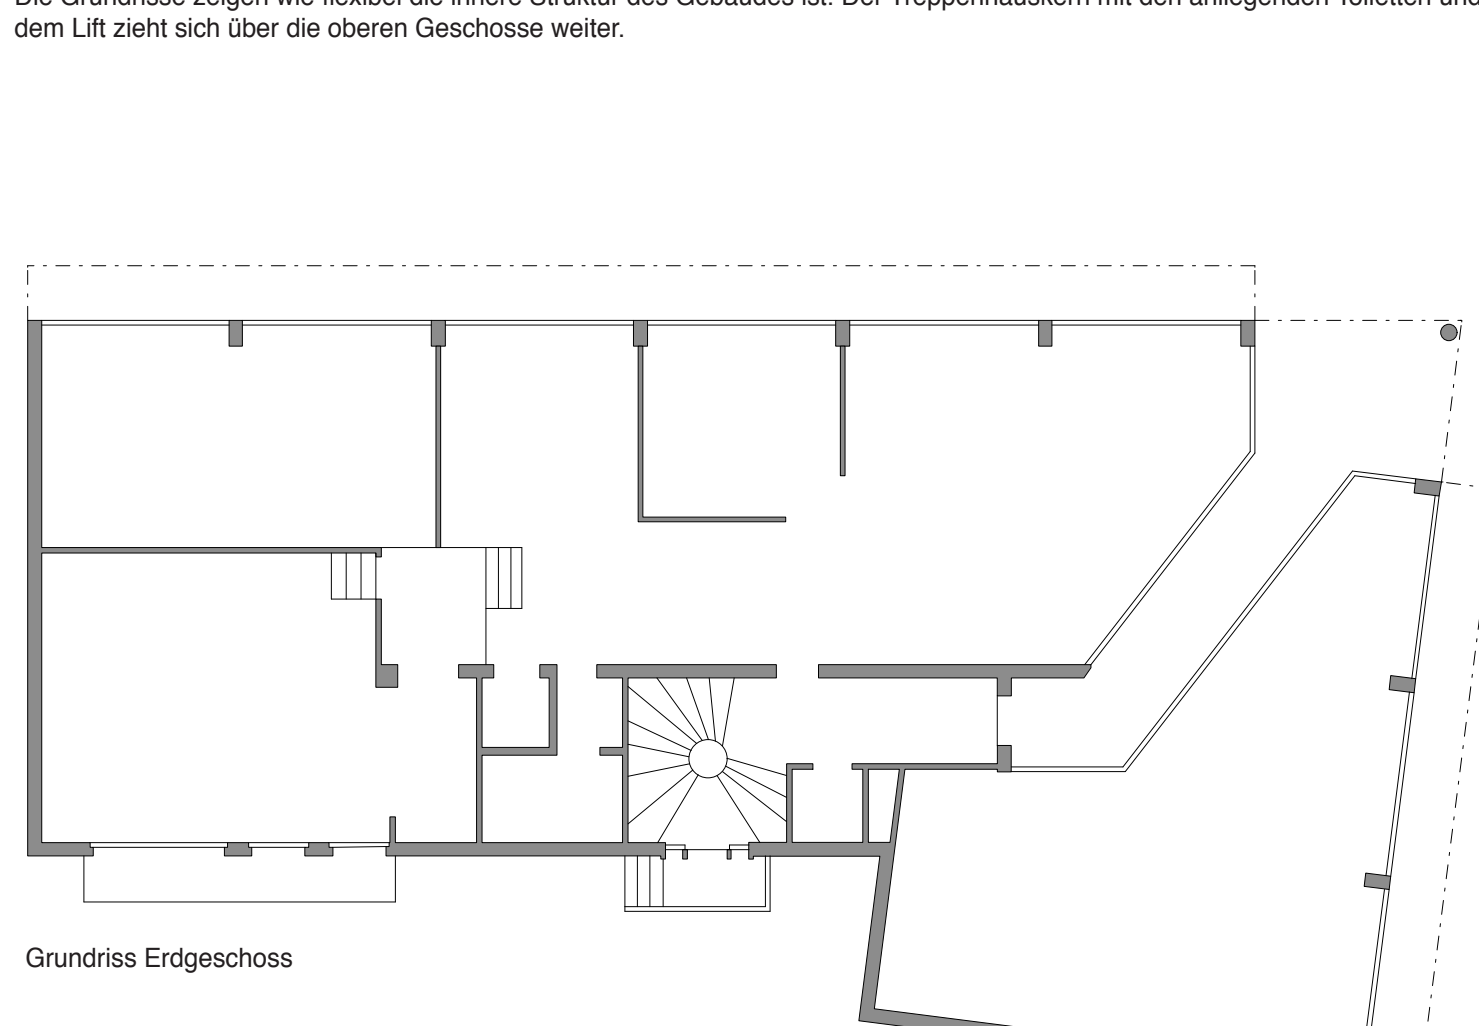 Die Grundrisse zeigen wie flexibel die innere Struktur des Gebäudes ist. Der Treppenhauskern mit den anliegenden Toiletten und
dem Lift zieht sich über die oberen Geschosse weiter.
Grundriss Erdgeschoss